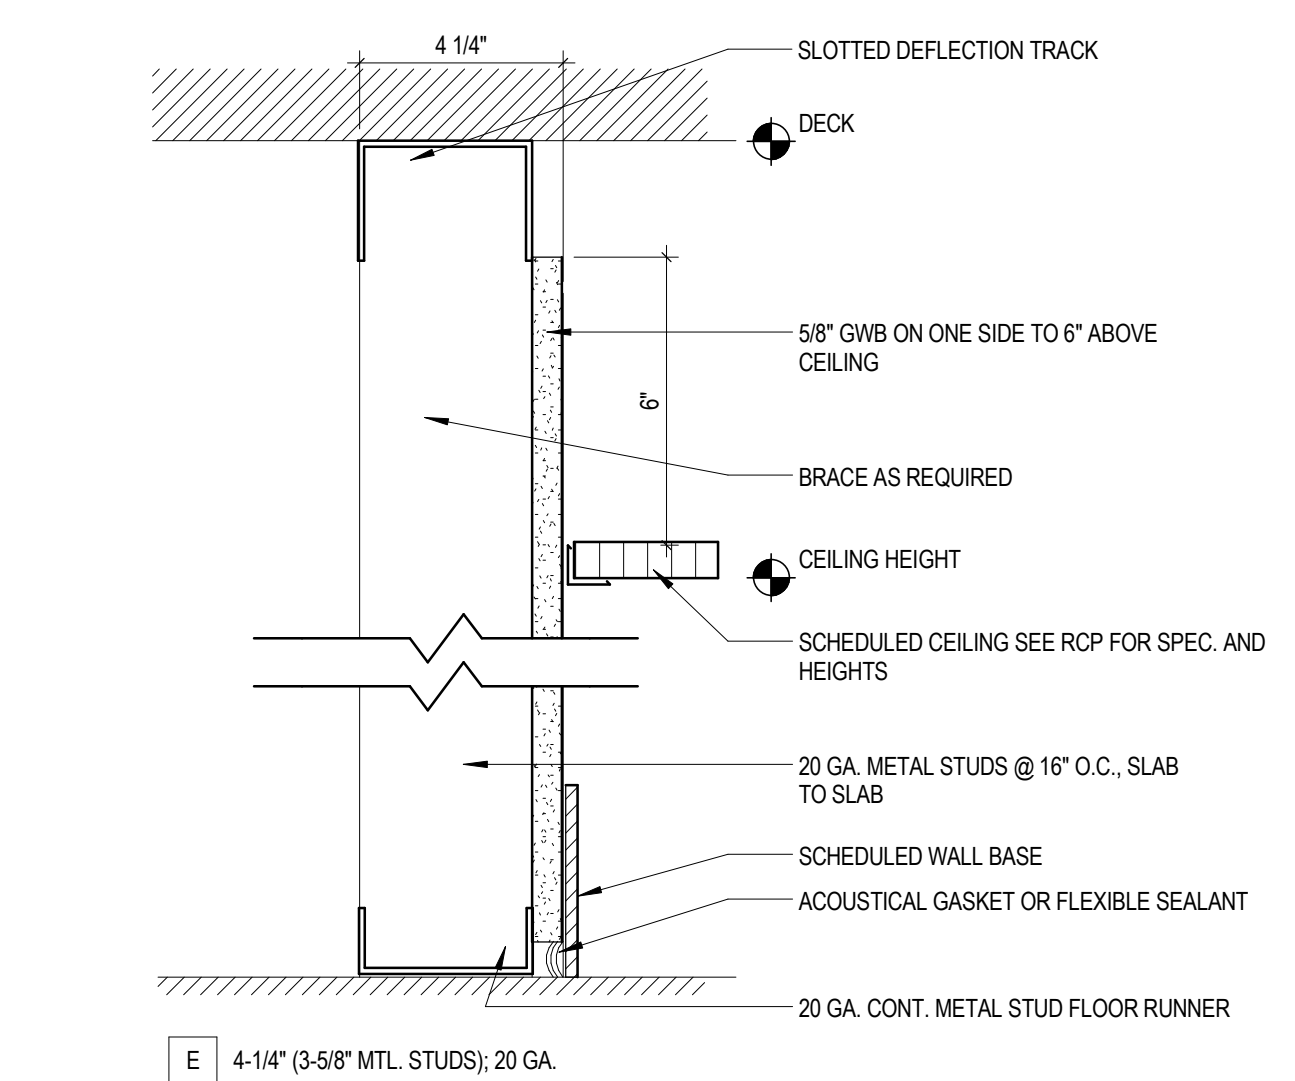 4 1/4"
SLOTTED DEFLECTION TRACK
DECK
5/8" GWB ON ONE SIDE TO 6" ABOVE
CEILING
6"
BRACE AS REQUIRED
CEILING HEIGHT
SCHEDULED CEILING SEE RCP FOR SPEC. AND
HEIGHTS
20 GA. METAL STUDS @ 16" O.C., SLAB
TO SLAB
SCHEDULED WALL BASE
ACOUSTICAL GASKET OR FLEXIBLE SEALANT
20 GA. CONT. METAL STUD FLOOR RUNNER
E 4-1/4" (3-5/8" MTL. STUDS); 20 GA.